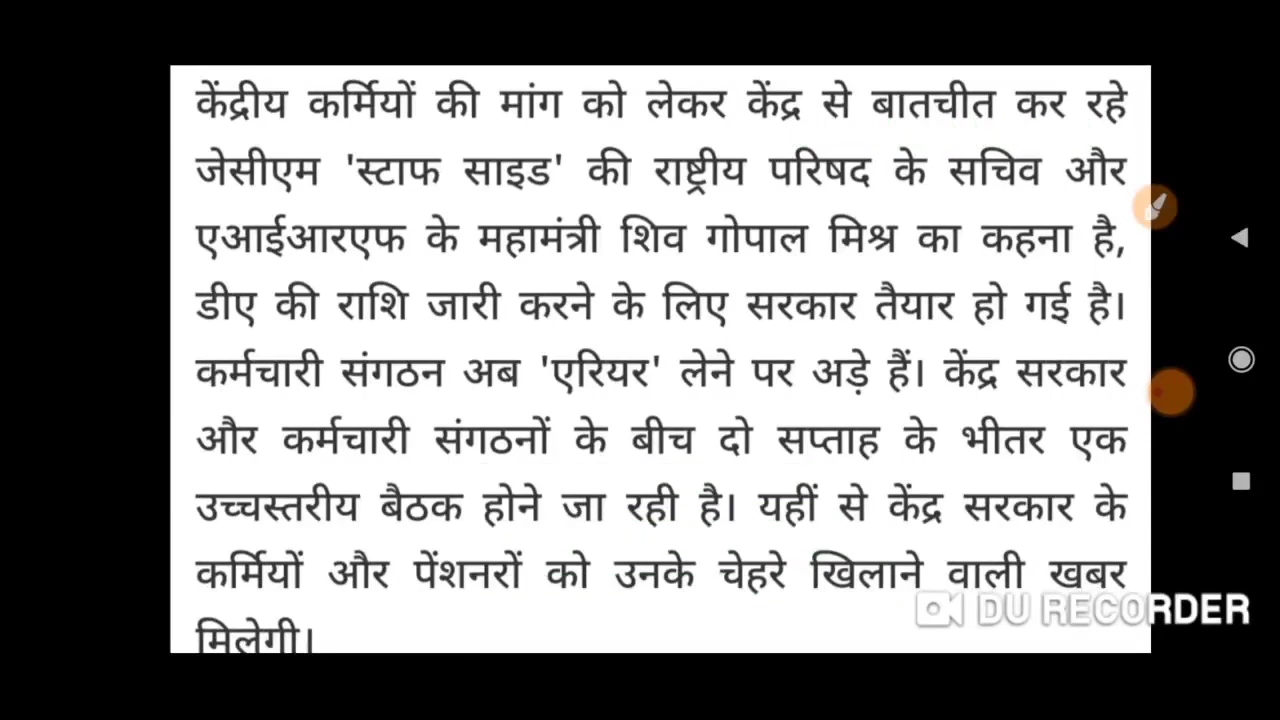 केंद्रीय कर्मियों की मांग को लेकर केंद्र से बातचीत कर रहे
जेसीएम 'स्टाफ साइड' की राष्ट्रीय परिषद के सचिव और
एआईआरएफ के महामंत्री शिव गोपाल मिश्र का कहना है,
डीए की राशि जारी करने के लिए सरकार तैयार हो गई है।
कर्मचारी संगठन अब 'एरियर' लेने पर अड़े हैं। केंद्र सरकार
और कर्मचारी संगठनों के बीच दो सप्ताह के भीतर एक
उच्चस्तरीय बैठक होने जा रही है। यहीं से केंद्र सरकार के
कर्मियों और पेंशनरों को उनके चेहरे खिलाने वाली खबर
मिलेगी।
DU RECORDER